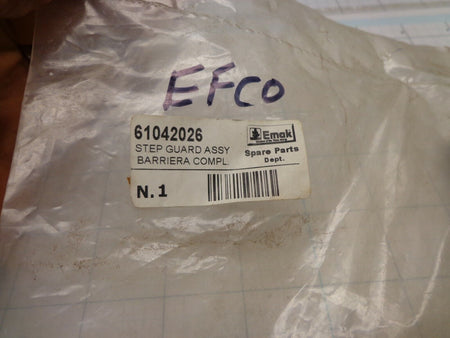 EFCO
61042026
STEP GUARD ASSY
BARRIERA COMPL.
Emak
Spare Parts
Dept.
N. 1